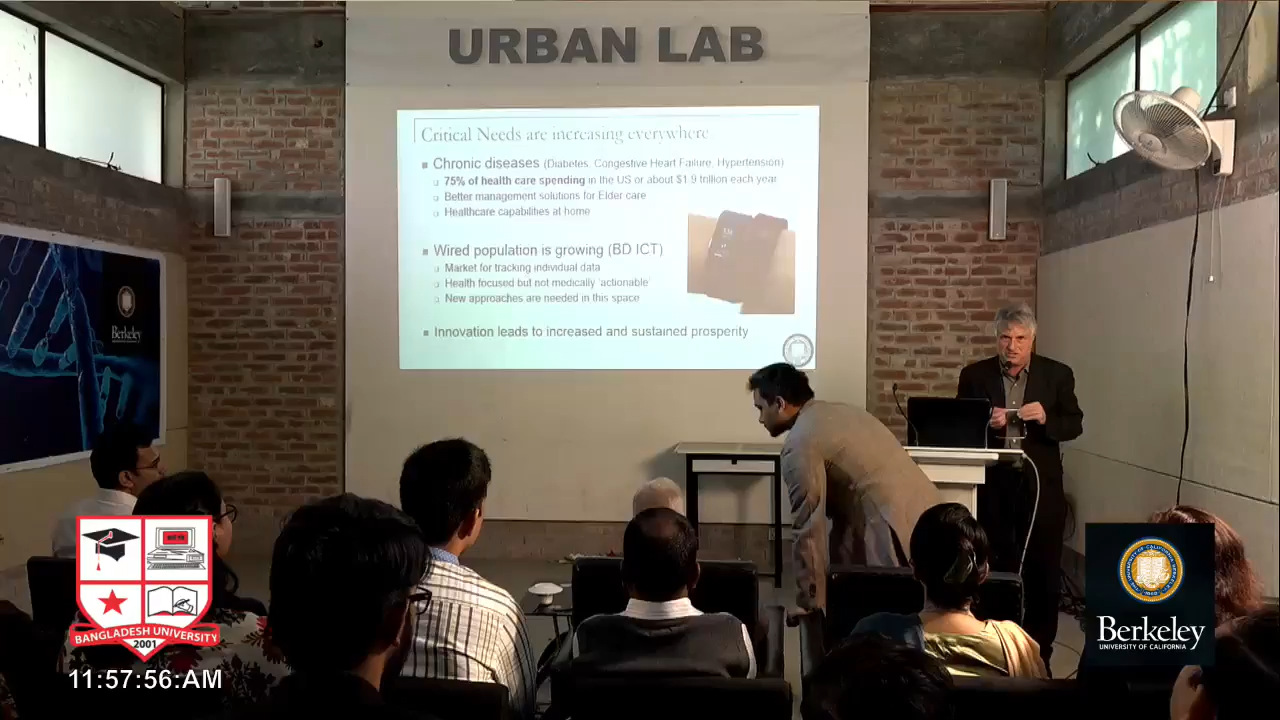 URBAN LAB
Critical Needs are increasing everywhere
Chronic diseases (Diabetes, Congestive Heart Failure, Hypertension)
75% of health care spending in the US or about $1.9 trillion each year
Better management solutions for Elder care
Healthcare capabilities at home
Wired population is growing (BD ICT)
Market for tracking individual data
Health focused but not medically 'actionable'
New approaches are needed in this space
Innovation leads to increased and sustained prosperity
Berkeley
BANGLADESH UNIVERSITY
2001
11:57:56:AM
Berkeley
UNIVERSITY OF CALIFORNIA